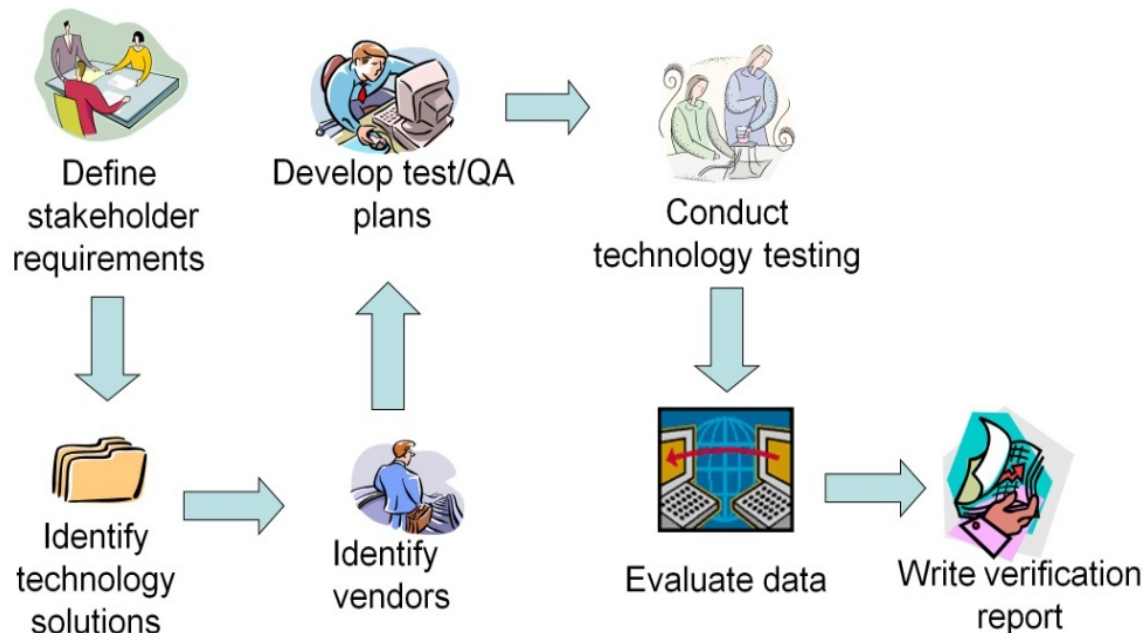 Define
stakeholder
requirements
Identify
technology
solutions
Identify
vendors
Develop test/QA
plans
Conduct
technology testing
Evaluate data
Write verification
report